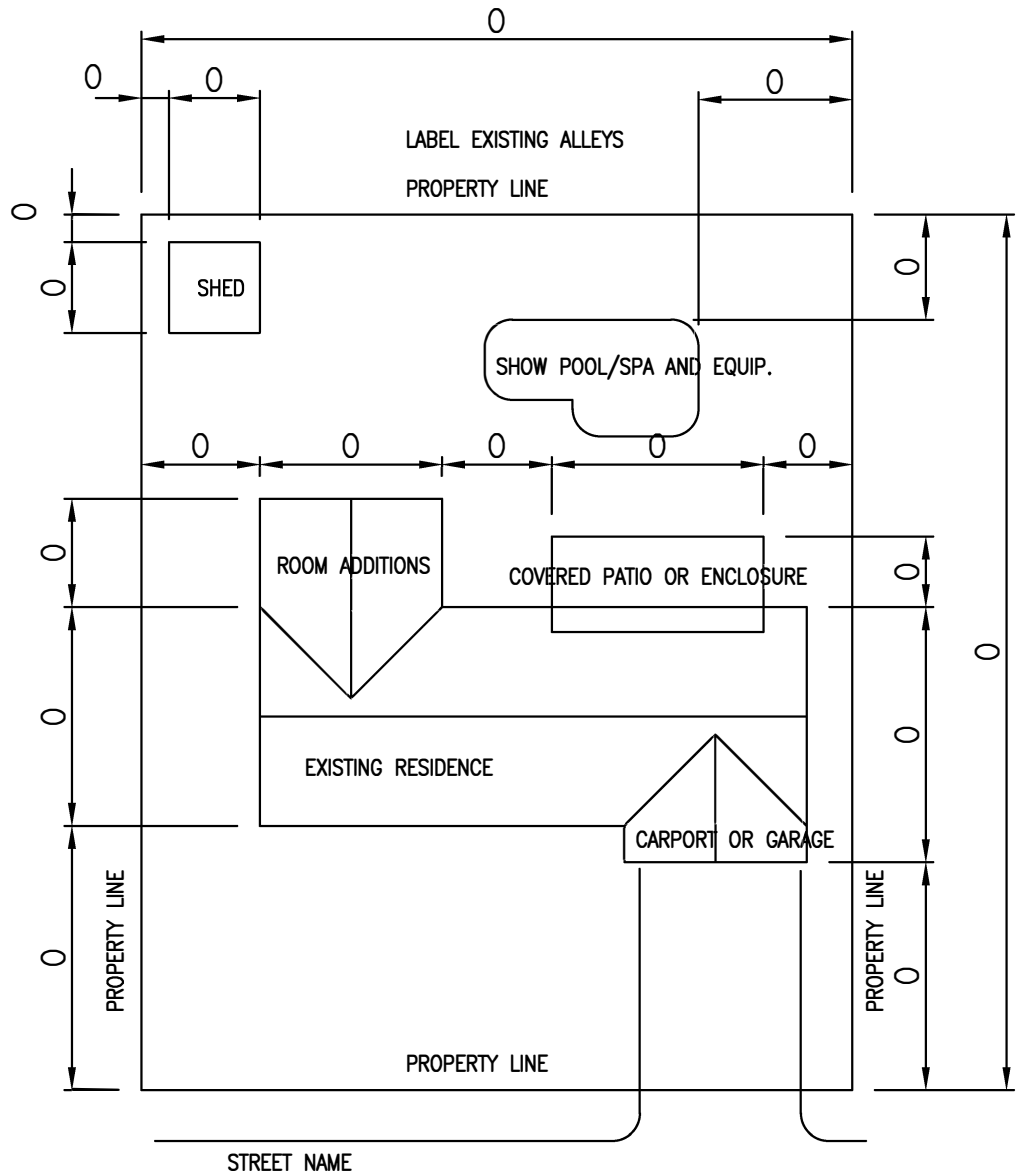 0
0
0
0
LABEL EXISTING ALLEYS
PROPERTY LINE
0
0
0
SHED
SHOW POOL/SPA AND EQUIP.
0
0
0
0
0
0
ROOM ADDITIONS
COVERED PATIO OR ENCLOSURE
0
0
0
0
EXISTING RESIDENCE
CARPORT OR GARAGE
PROPERTY LINE
PROPERTY LINE
0
0
PROPERTY LINE
STREET NAME